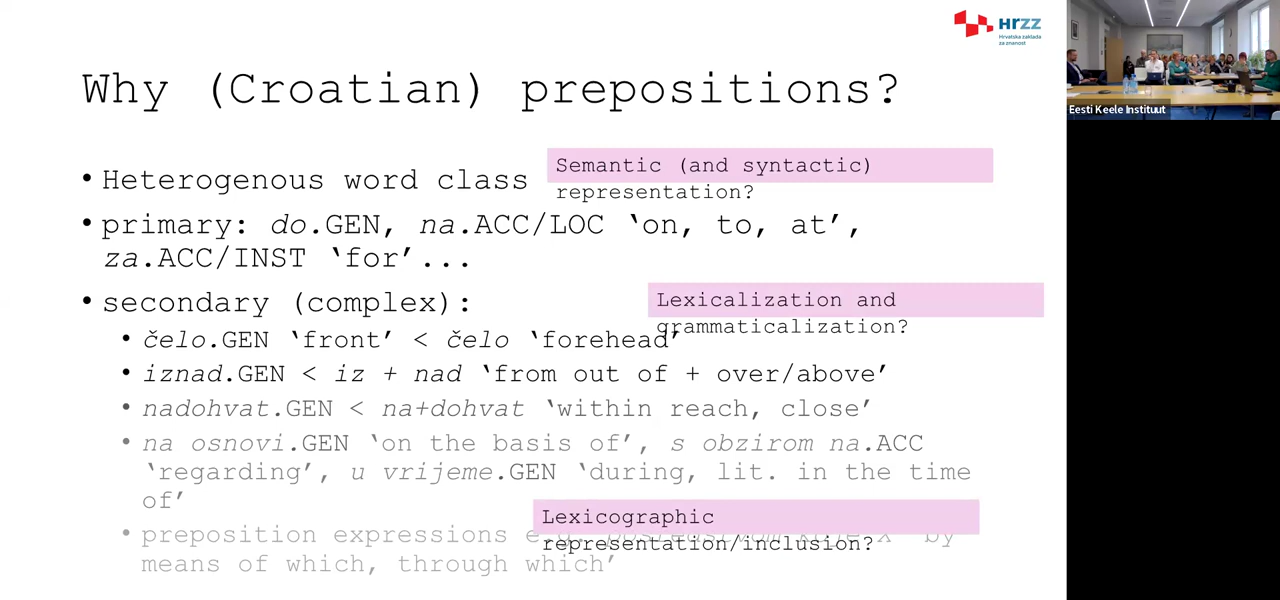 HRZZ
Hrvatska zaklada
za znanost
Eesti Keele Instituut
Why (Croatian) prepositions?
• Heterogenous word class
Semantic (and syntactic)
representation?
• primary: do.GEN, na.ACC/LOC ‘on, to, at’,
za.ACC/INST ‘for’...
• secondary (complex):
Lexicalization and
grammaticalization?
• čelo.GEN ‘front’ < čelo ‘forehead’
• iznad.GEN < iz + nad ‘from out of + over/above’
• nadohvat.GEN < na+dohvat ‘within reach, close’
• na osnovi.GEN ‘on the basis of’, s obzirom na.ACC
‘regarding’, u vrijeme.GEN ‘during, lit. in the time
of’
Lexicographic
representation/inclusion?
• preposition expressions e.g. x ‘by
means of which, through which’